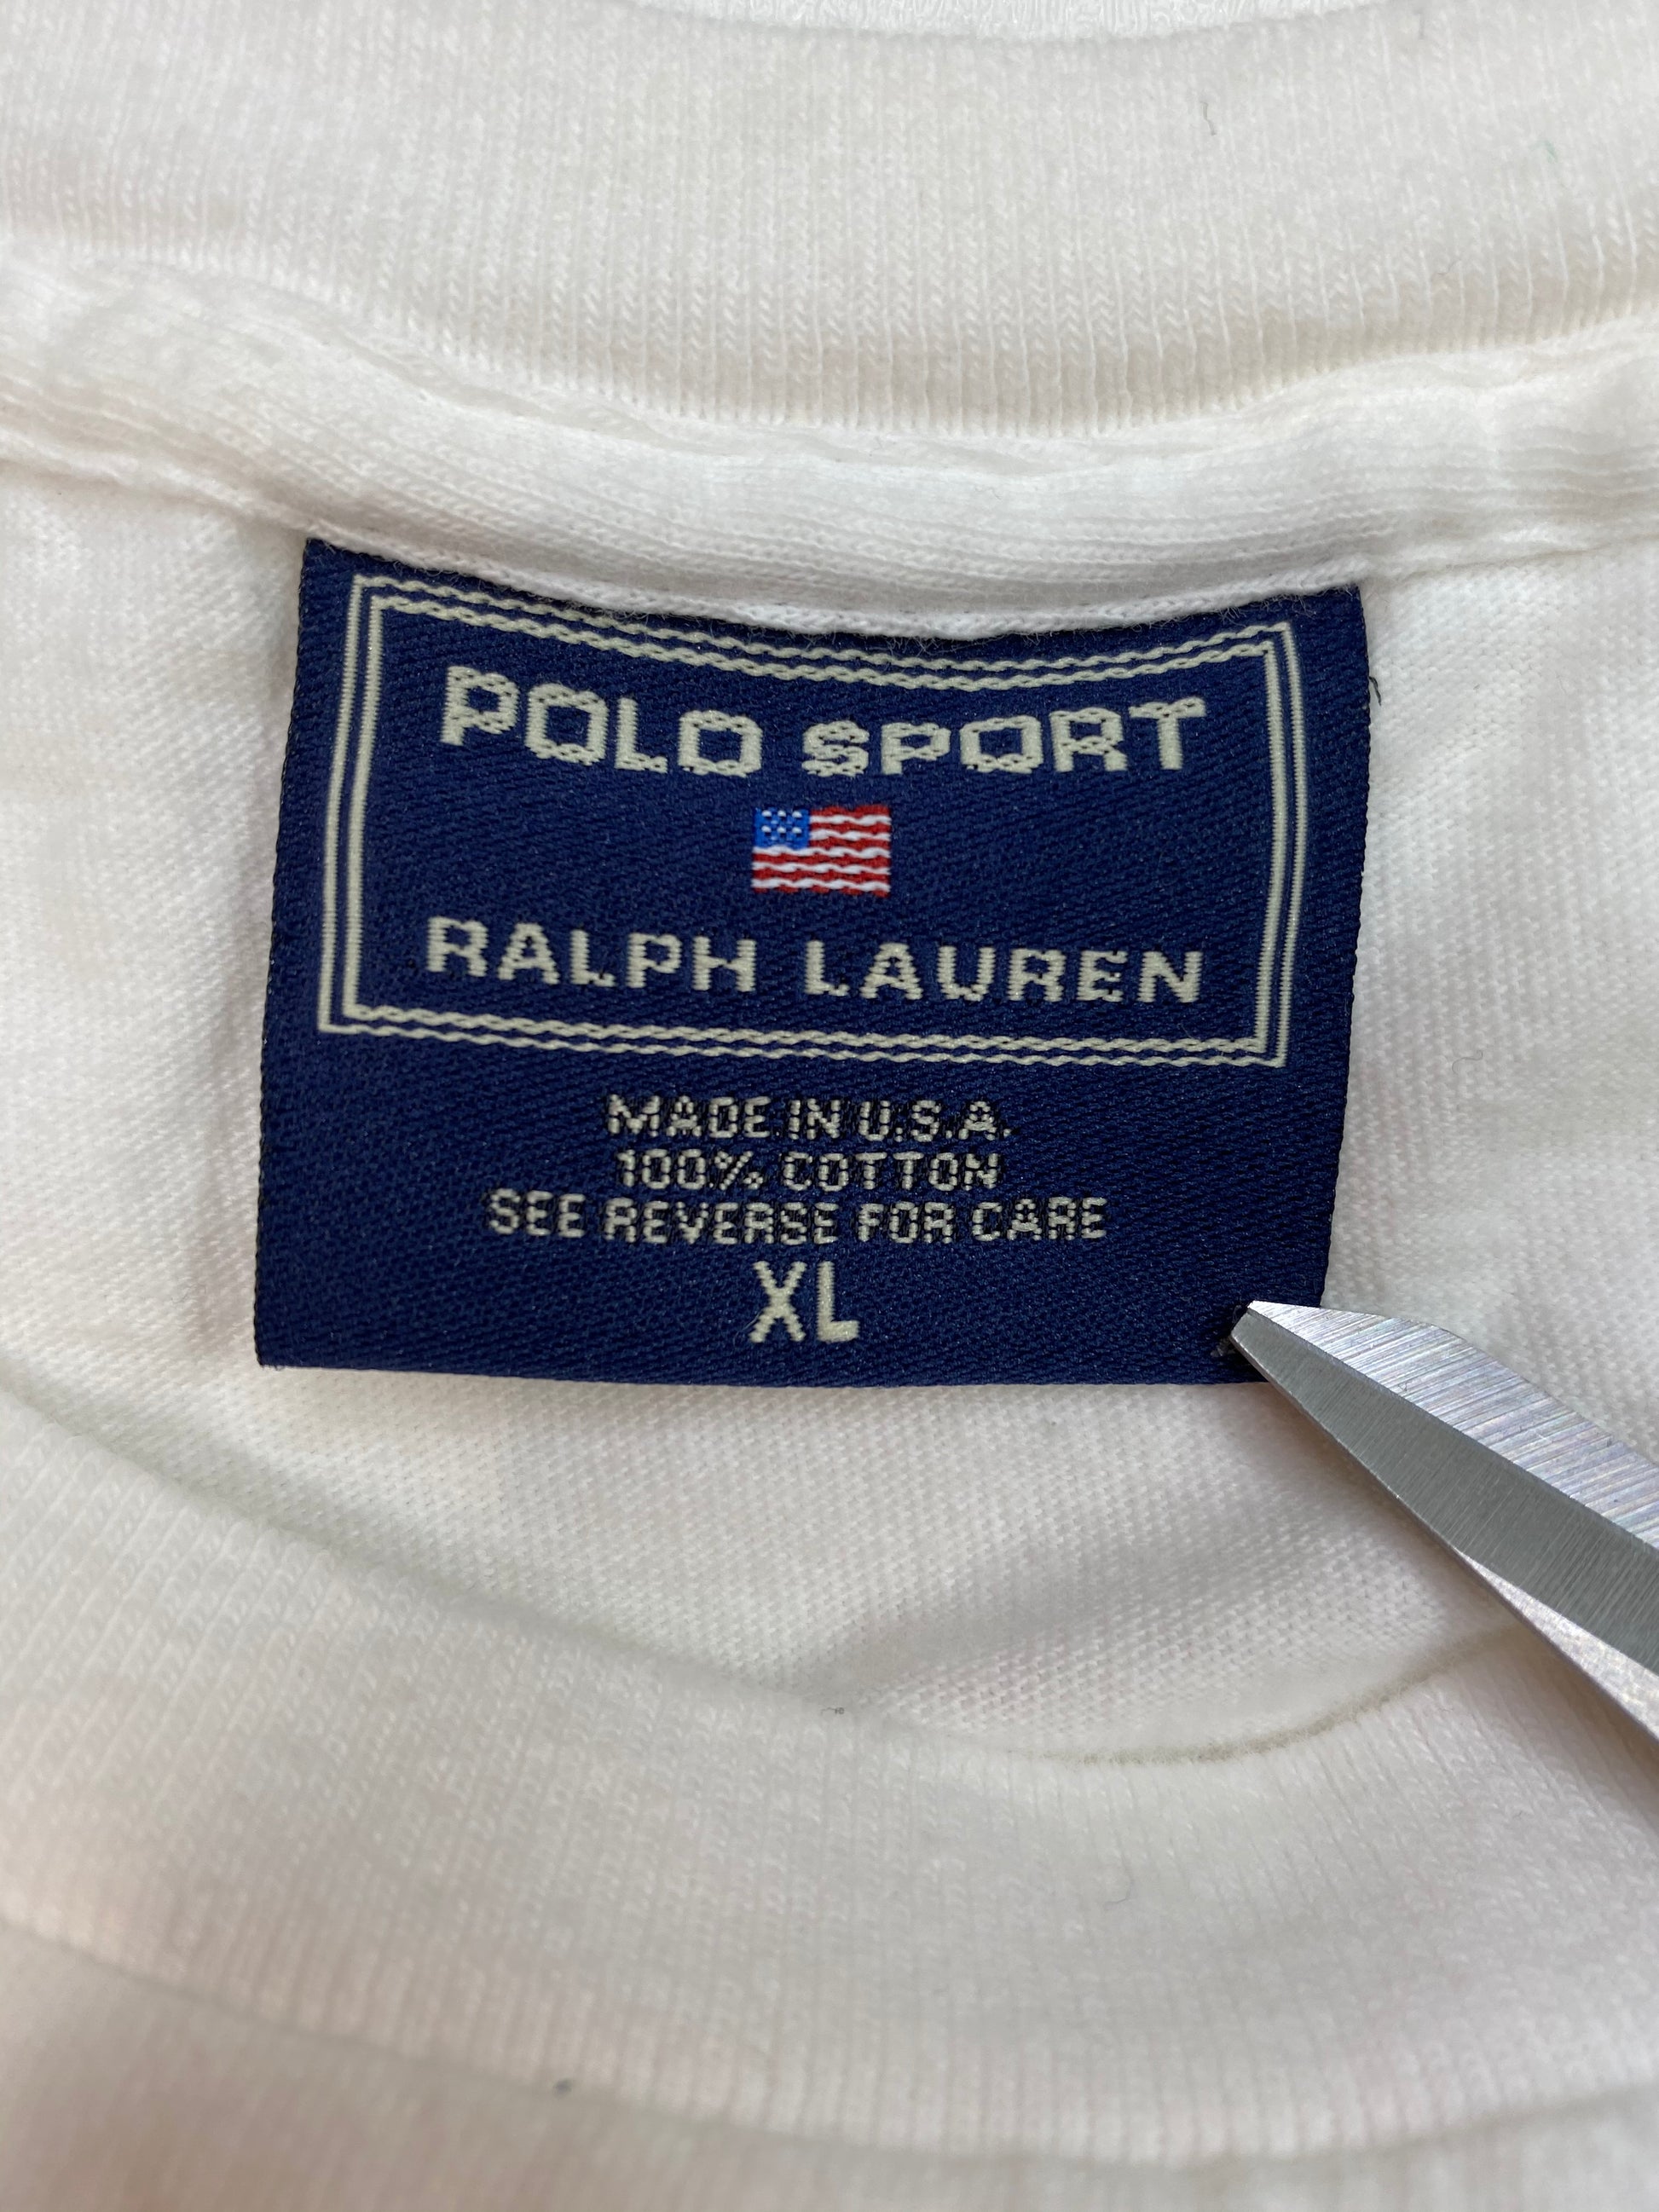 POLO SPORT
RALPH LAUREN
MADE IN U.S.A.
100% COTTON
SEE REVERSE FOR CARE
XL